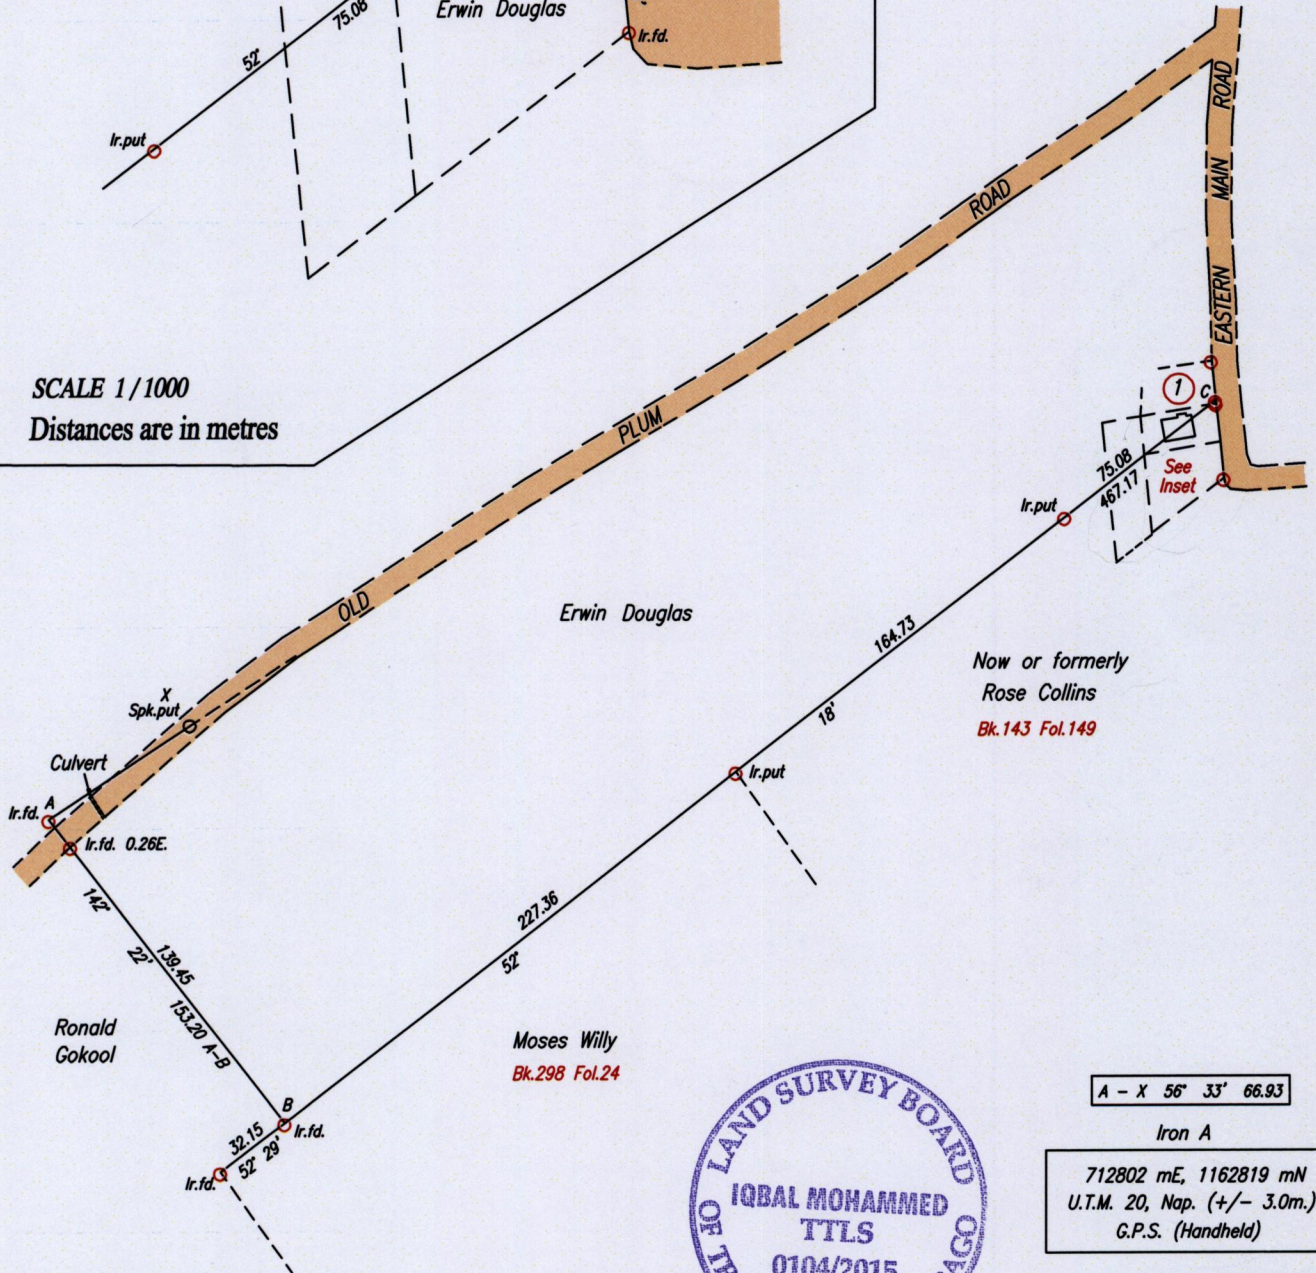 Erwin Douglas
75.08
52°
Ir.fd.
Ir.put
SCALE 1/1000
Distances are in metres
EASTERN MAIN ROAD
OLD PLUM ROAD
1
C
75.08
467.17
See
Inset
Ir.put
Erwin Douglas
164.73
18'
Now or formerly
Rose Collins
Bk.143 Fol.149
X
Spk.put
Culvert
A
Ir.fd.
Ir.fd. 0.26E.
Ir.put
142°
22'
139.45
153.20 A-B
227.36
52°
Ronald
Gokool
Moses Willy
Bk.298 Fol.24
B
Ir.fd.
32.15
52° 29'
Ir.fd.
LAND SURVEY BOARD
IQBAL MOHAMMED
TTLS
0104/2015
OF
A - X 56° 33' 66.93
Iron A
712802 mE, 1162819 mN
U.T.M. 20, Nap. (+/- 3.0m.)
G.P.S. (Handheld)